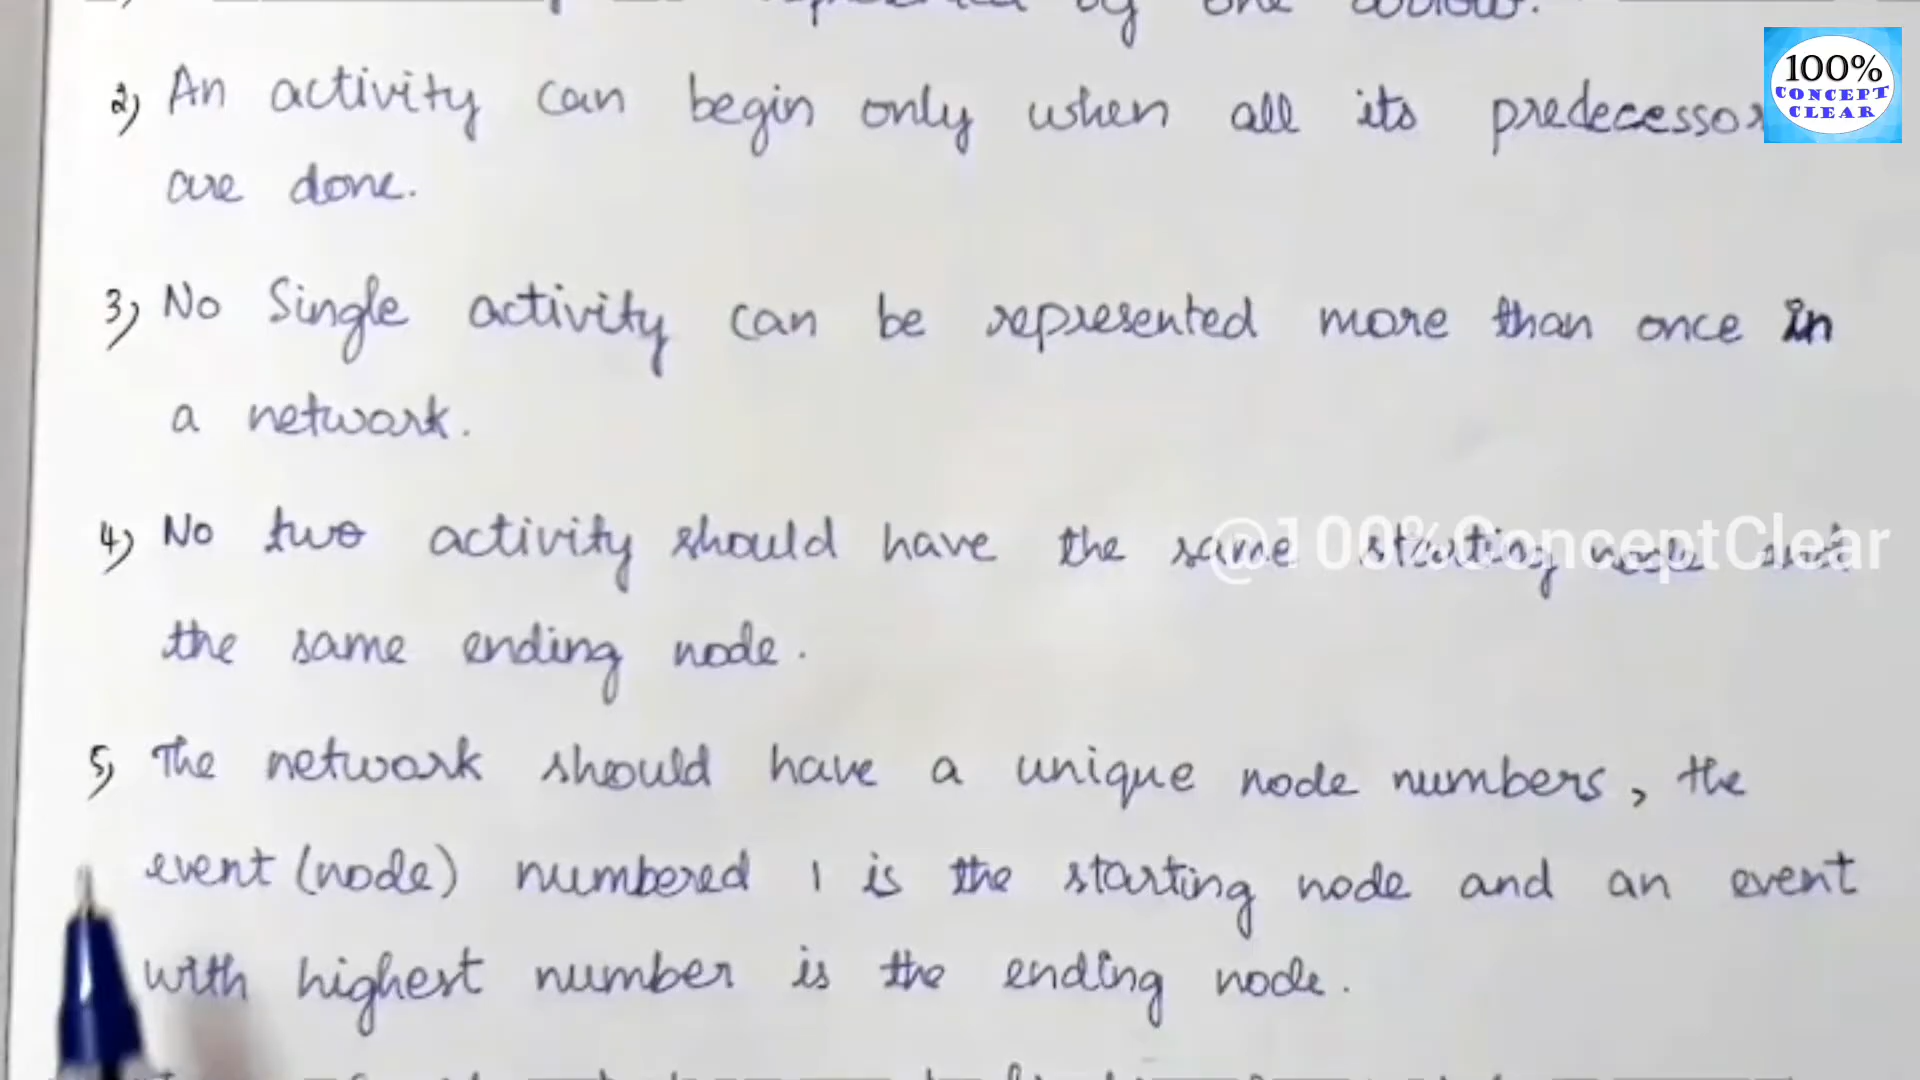 represented by one
100%
CONCEPT
CLEAR
2) An activity can begin only when all its predecessor
are done.
3) No Single activity can be represented more than once in
a network.
4) No two activity should have the same starting node and
@100%ConceptClear
the same ending node.
5) The network should have a unique node numbers, the
event (node) numbered 1 is the starting node and an event
with highest number is the ending node.